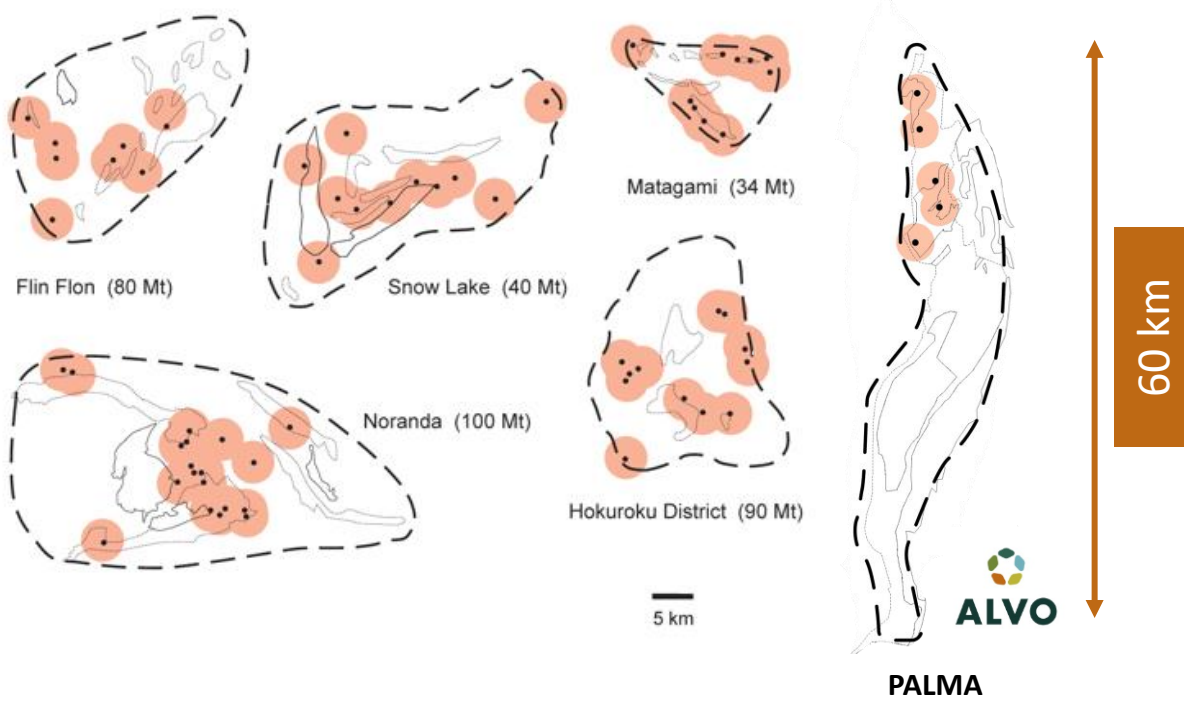 Flin Flon (80 Mt)
Snow Lake (40 Mt)
Matagami (34 Mt)
Noranda (100 Mt)
Hokuroku District (90 Mt)
5 km
60 km
ALVO
PALMA